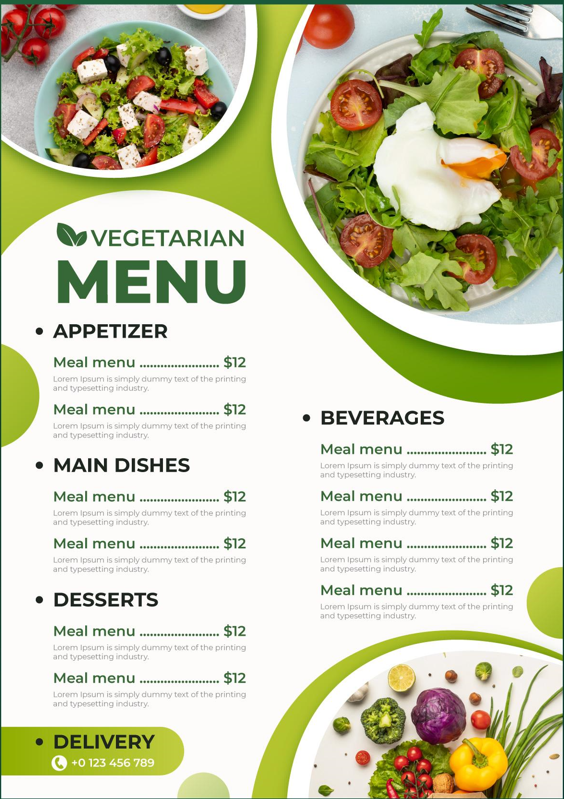 VEGETARIAN
MENU
APPETIZER
Meal menu ........................ $12
Lorem Ipsum is simply dummy text of the printing
and typesetting industry.
Meal menu ........................ $12
Lorem Ipsum is simply dummy text of the printing
and typesetting industry.
MAIN DISHES
Meal menu ........................ $12
Lorem Ipsum is simply dummy text of the printing
and typesetting industry.
Meal menu ........................ $12
Lorem Ipsum is simply dummy text of the printing
and typesetting industry.
DESSERTS
Meal menu ........................ $12
Lorem Ipsum is simply dummy text of the printing
and typesetting industry.
Meal menu ........................ $12
Lorem Ipsum is simply dummy text of the printing
and typesetting industry.
DELIVERY
+0 123 456 789
BEVERAGES
Meal menu ........................ $12
Lorem Ipsum is simply dummy text of the printing
and typesetting industry.
Meal menu ........................ $12
Lorem Ipsum is simply dummy text of the printing
and typesetting industry.
Meal menu ........................ $12
Lorem Ipsum is simply dummy text of the printing
and typesetting industry.
Meal menu ........................ $12
Lorem Ipsum is simply dummy text of the printing
and typesetting industry.